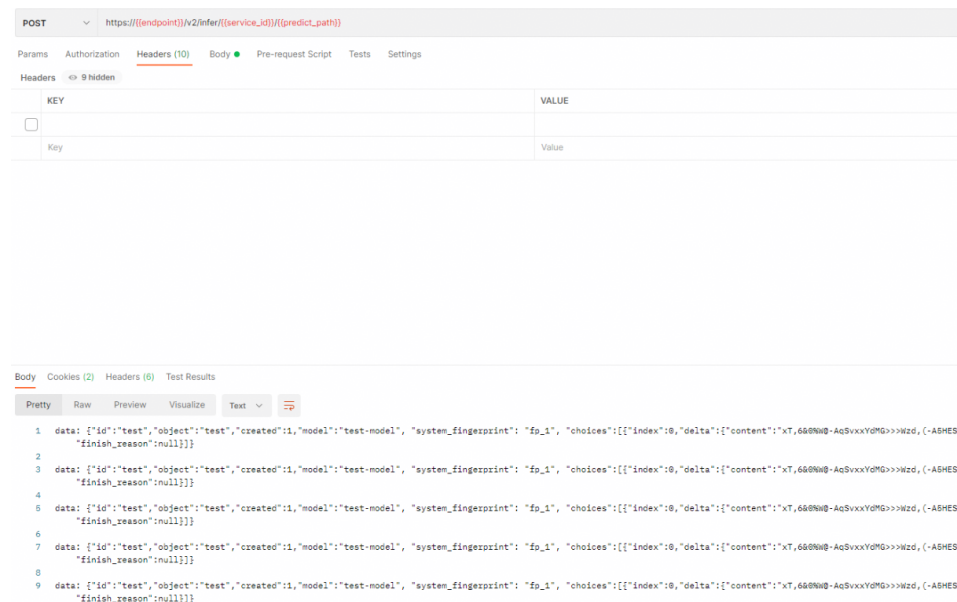 POST https://{{endpoint}}/v2/infer/{{service_id}}/{{predict_path}}
Params Authorization Headers (10) Body Pre-request Script Tests Settings
Headers 9 hidden
KEY VALUE
Key Value
Body Cookies (2) Headers (6) Test Results
Pretty Raw Preview Visualize Text
1 data: {"id":"test","object":"test","created":1,"model":"test-model", "system_fingerprint": "fp_1", "choices":[{"index":0,"delta":{"content":"xT,6&0%W@-AqSvxxYdMG>>>Wzd,(-A5HES
"finish_reason":null}]}
2
3 data: {"id":"test","object":"test","created":1,"model":"test-model", "system_fingerprint": "fp_1", "choices":[{"index":0,"delta":{"content":"xT,6&0%W@-AqSvxxYdMG>>>Wzd,(-A5HES
"finish_reason":null}]}
4
5 data: {"id":"test","object":"test","created":1,"model":"test-model", "system_fingerprint": "fp_1", "choices":[{"index":0,"delta":{"content":"xT,6&0%W@-AqSvxxYdMG>>>Wzd,(-A5HES
"finish_reason":null}]}
6
7 data: {"id":"test","object":"test","created":1,"model":"test-model", "system_fingerprint": "fp_1", "choices":[{"index":0,"delta":{"content":"xT,6&0%W@-AqSvxxYdMG>>>Wzd,(-A5HES
"finish_reason":null}]}
8
9 data: {"id":"test","object":"test","created":1,"model":"test-model", "system_fingerprint": "fp_1", "choices":[{"index":0,"delta":{"content":"xT,6&0%W@-AqSvxxYdMG>>>Wzd,(-A5HES
"finish_reason":null}]}